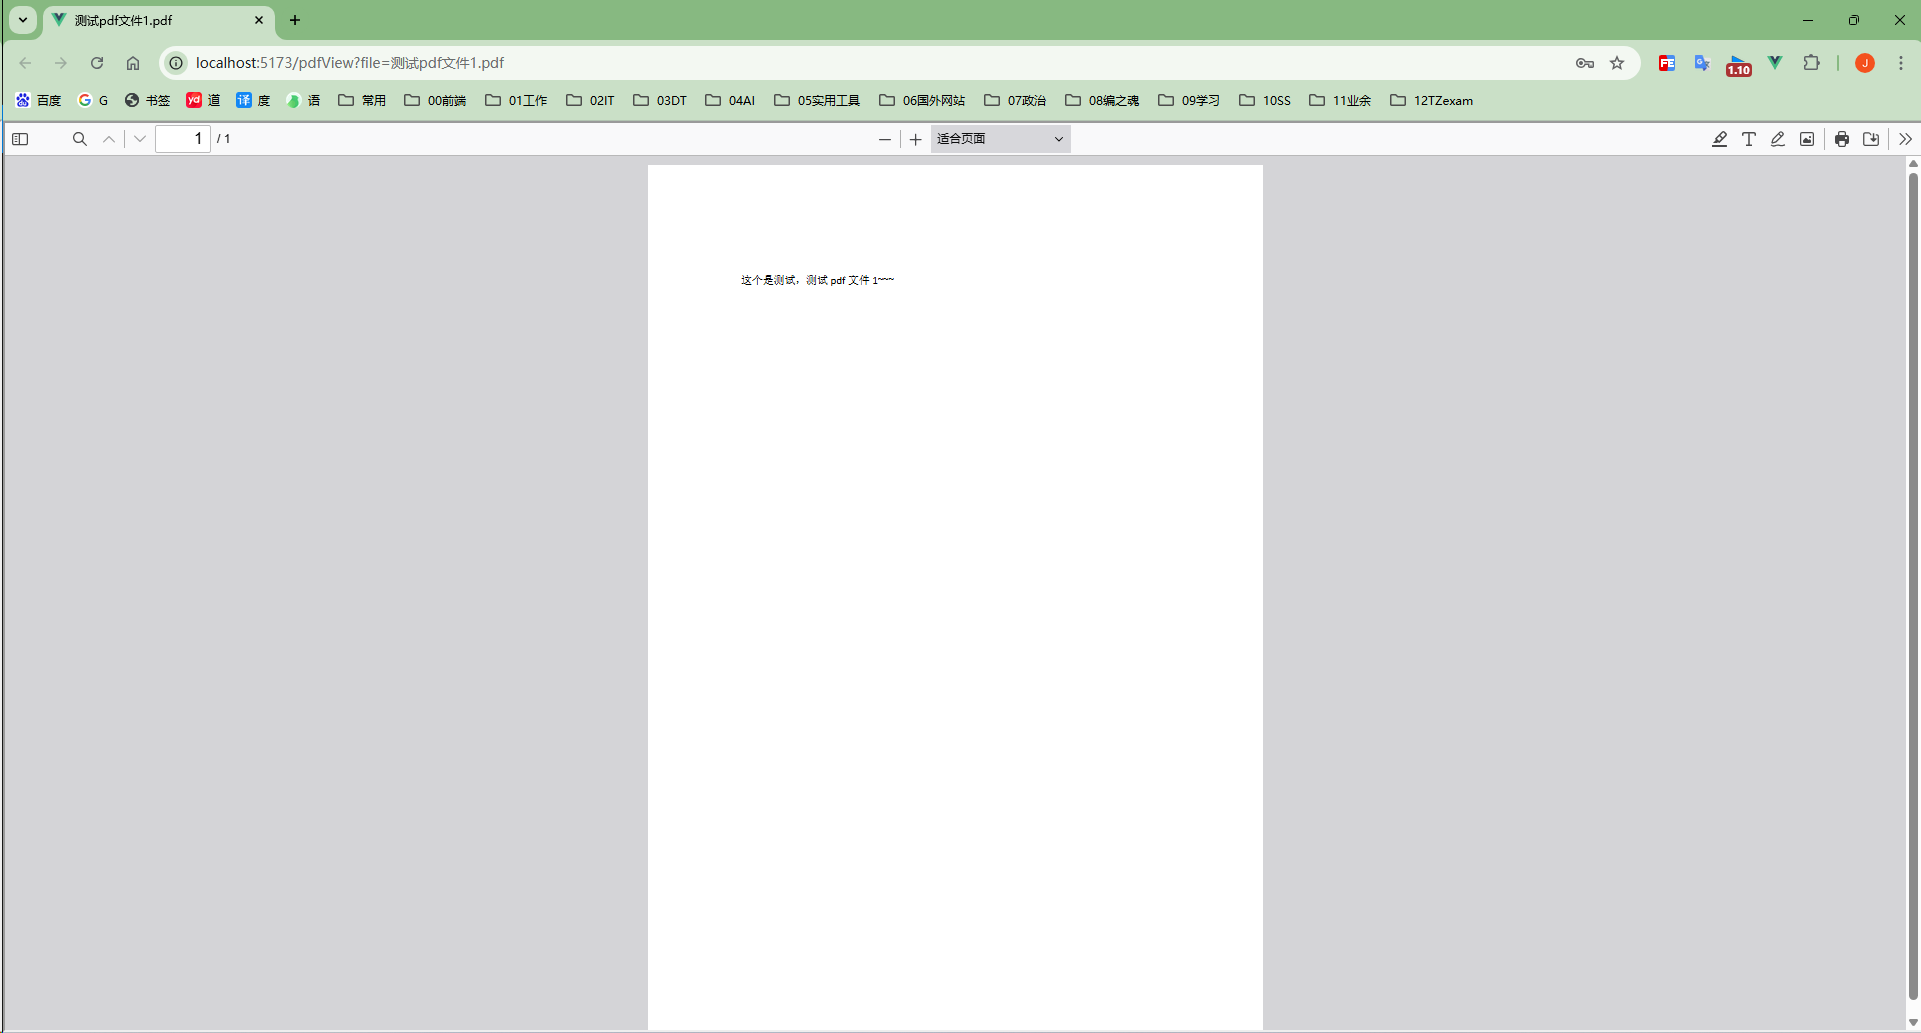 测试pdf文件1.pdf
localhost:5173/pdfView?file=测试pdf文件1.pdf
FE
G
1.10
J
百度
G
书签
yd 道
译 度
语
常用
00前端
01工作
02IT
03DT
04AI
05实用工具
06国外网站
07政治
08编之魂
09学习
10SS
11业余
12TZexam
1 / 1
适合页面
这个是测试，测试 pdf 文件 1~~~